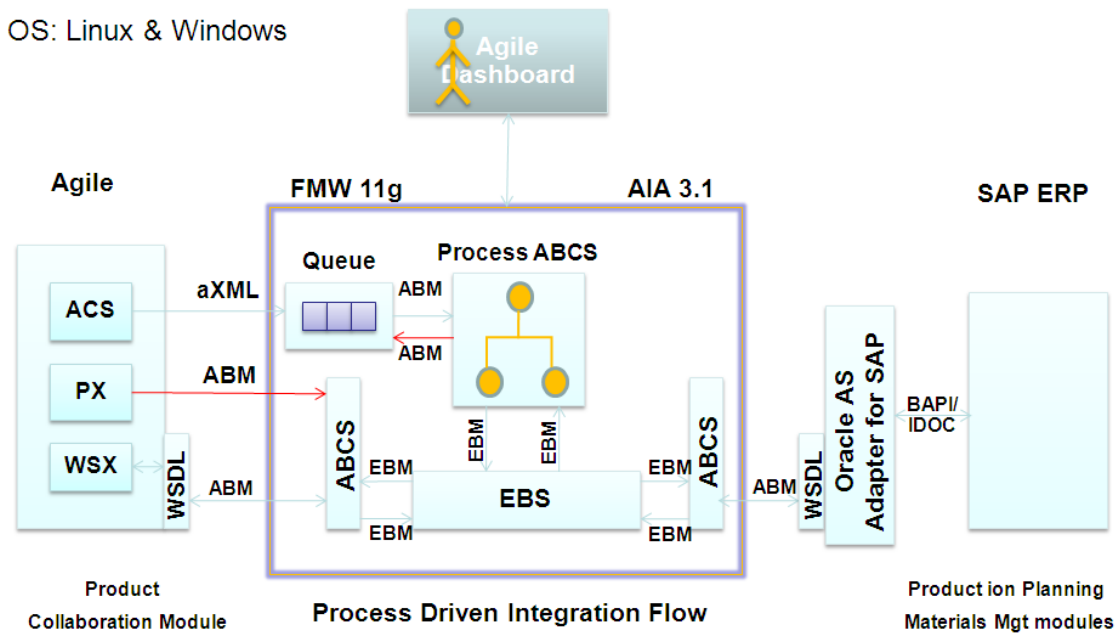 OS: Linux & Windows
Agile
Dashboard
Agile
FMW 11g
AIA 3.1
SAP ERP
Queue
Process ABCS
ACS
aXML
ABM
ABM
PX
ABM
ABCS
EBM
EBM
ABCS
Oracle AS
Adapter for SAP
BAPI/
IDOC
WSX
WSDL
ABM
EBM
EBM
EBS
EBM
EBM
ABM
WSDL
Product
Collaboration Module
Process Driven Integration Flow
Product ion Planning
Materials Mgt modules